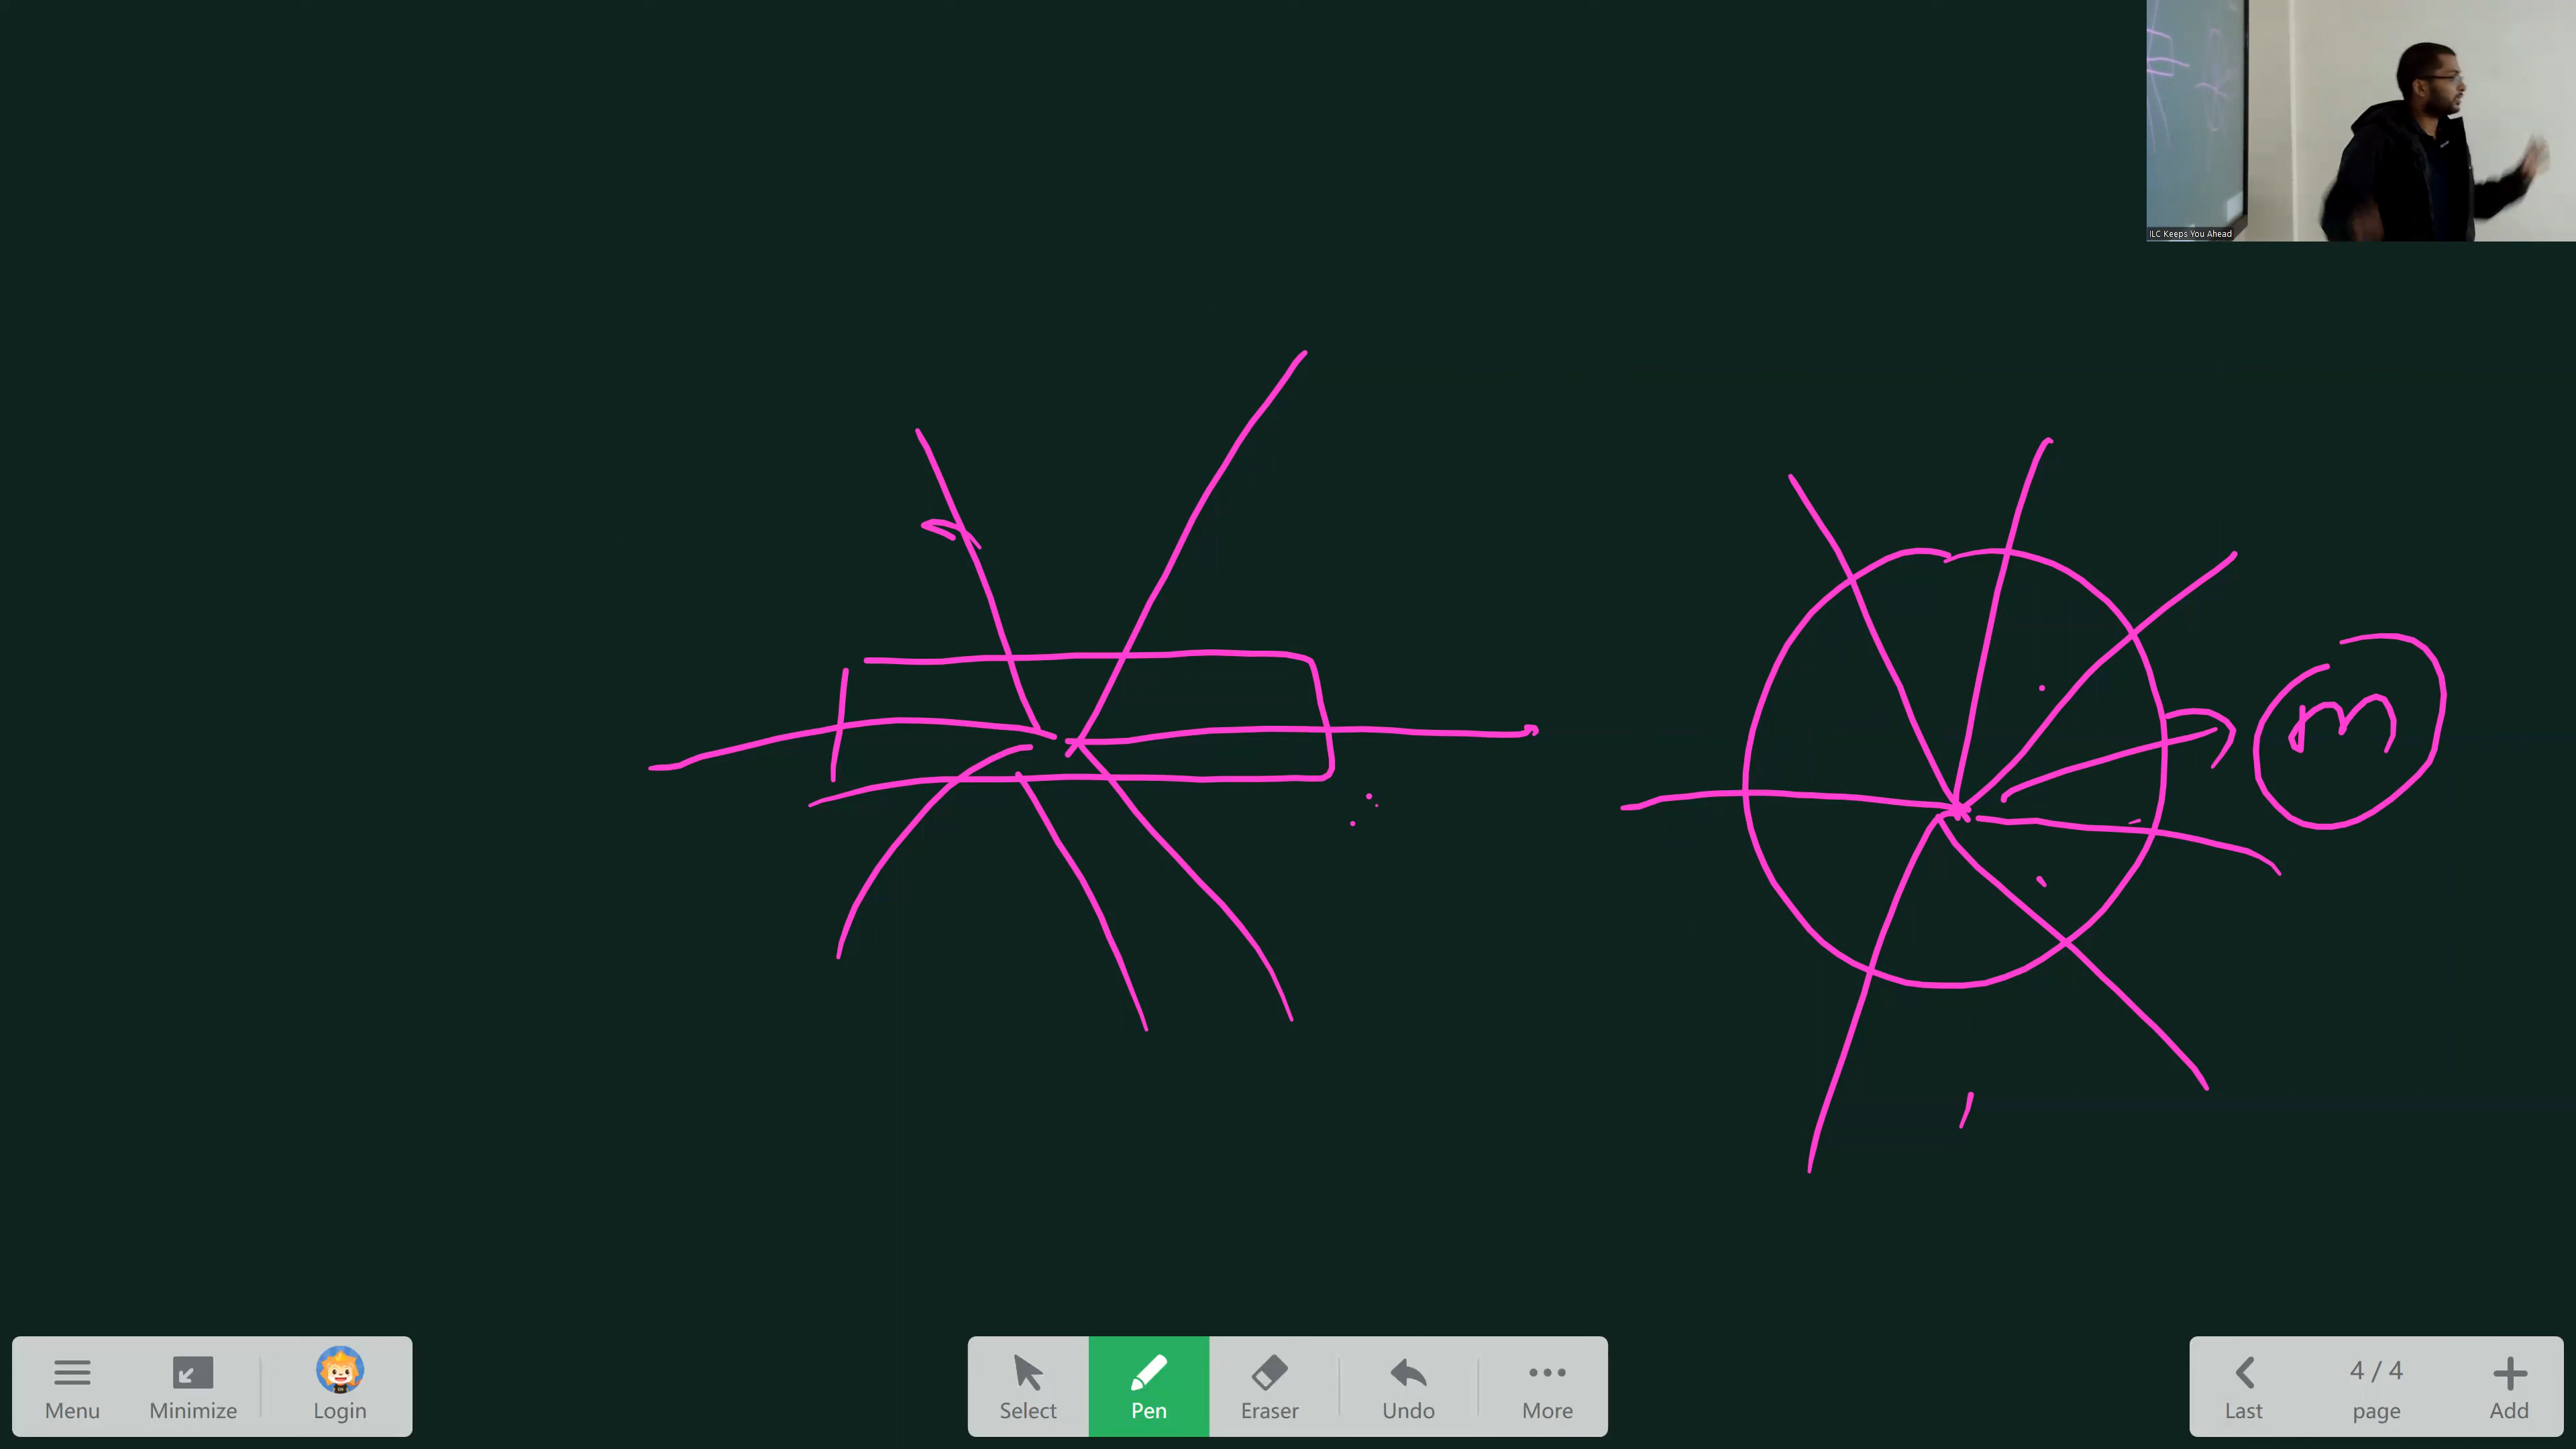 ILC Keeps You Ahead
m
Menu
Minimize
Login
Select
Pen
Eraser
Undo
More
Last
4 / 4
page
Add